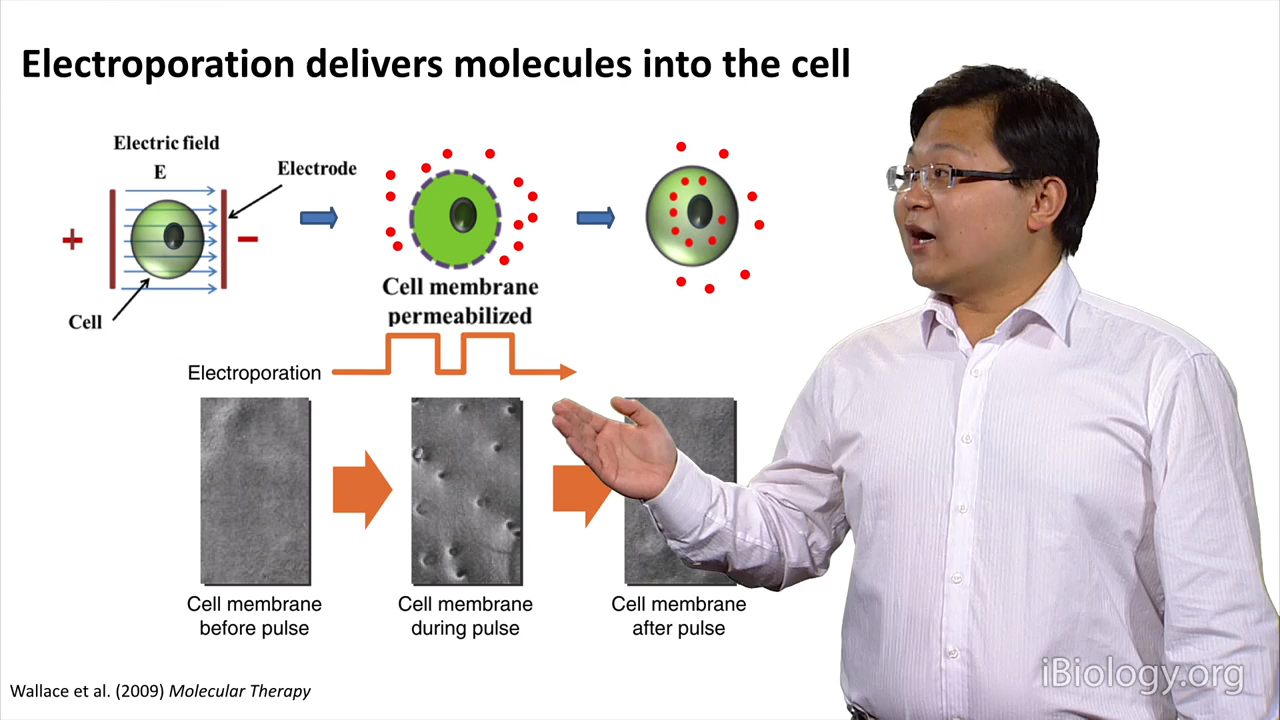 Electroporation delivers molecules into the cell
Electric field
E
Electrode
+
−
Cell
Cell membrane
permeabilized
Electroporation
Cell membrane
before pulse
Cell membrane
during pulse
Cell membrane
after pulse
Wallace et al. (2009) Molecular Therapy
iBiology.org